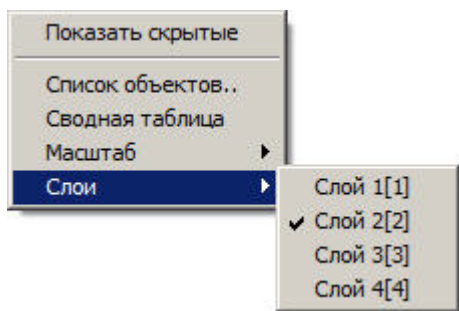 Показать скрытые
Список объектов..
Сводная таблица
Масштаб
Слои
Слой 1[1]
Слой 2[2]
Слой 3[3]
Слой 4[4]